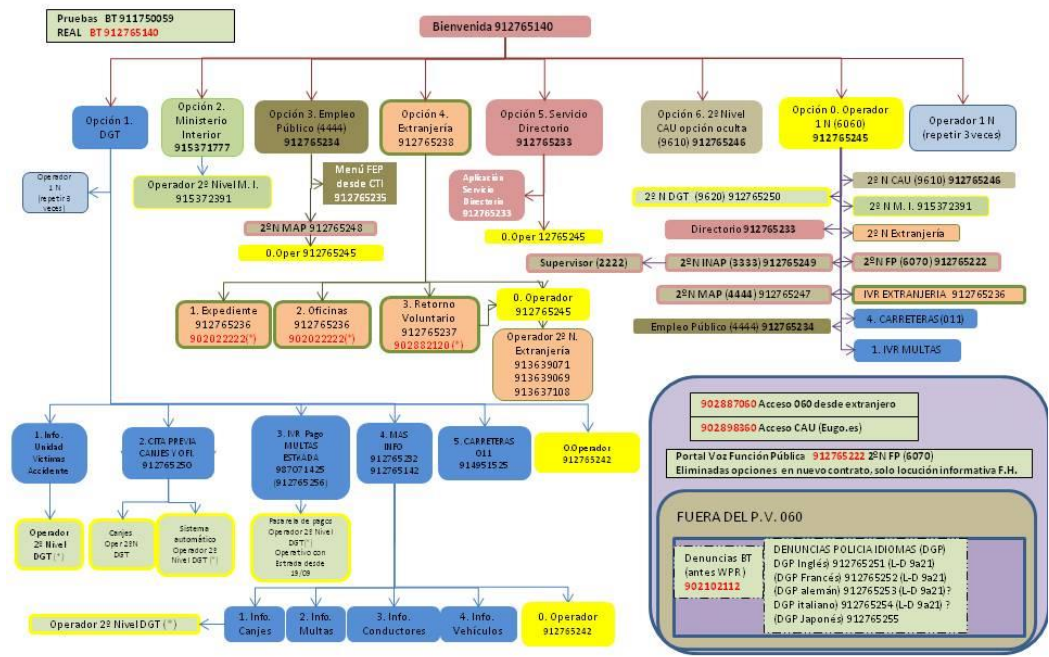 Pruebas BT 911750059
REAL BT 912765140
Bienvenida 912765140
Opción 1.
DGT
Opción 2.
Ministerio
Interior
915371777
Opción 3. Empleo
Público (4444)
912765234
Opción 4.
Extranjería
912765238
Opción 5. Servicio
Directorio
912765233
Opción 6. 2º Nivel
CAU opción oculta
(9610) 912765246
Opción 0. Operador
1 N (6060)
912765245
Operador 1 N
(repetir 3 veces)
Operador
1 N
(repetir 3
veces)
Operador 2º Nivel M. I.
915372391
Menú FEP
desde CTI
912765235
2ºN MAP 912765248
0.Oper 912765245
Aplicación
Servicio
Directorio
912765233
0.Oper 12765245
2º N DGT (9620) 912765250
Directorio 912765233
Supervisor (2222)
2ºN INAP (3333) 912765249
2ºN MAP (4444) 912765247
Empleo Público (4444) 912765234
2º N CAU (9610) 912765246
2º N M. I. 915372391
2º N Extranjería
2ºN FP (6070) 912765222
IVR EXTRANJERIA 912765236
4. CARRETERAS (011)
1. IVR MULTAS
1. Expediente
912765236
902022222(*)
2. Oficinas
912765236
902022222(*)
3. Retorno
Voluntario
912765237
902882120(*)
0. Operador
912765245
Operador 2º N.
Extranjería
913639071
913639069
913637108
1. Info.
Unidad
Víctimas
Accidente
2. CITA PREVIA
CANJES Y OFI.
912765250
3. IVR Pago
MULTAS
ESTRADA
987071425
(912765256)
4. MAS
INFO
912765232
912765142
5. CARRETERAS
011
914951525
0.Operador
912765242
Operador
2º Nivel
DGT (*)
Canjes
Oper 2ºN
DGT
Sistema
automático
Operador 2º
Nivel DGT(*)
Pasarela de pagos
Operador 2º Nivel
DGT(*)
Operativo con
Estrada desde
19/09
Operador 2º Nivel DGT (*)
1. Info.
Canjes
2. Info.
Multas
3. Info.
Conductores
4. Info.
Vehículos
0. Operador
912765242
902887060 Acceso 060 desde extranjero
902898360 Acceso CAU (Eugo.es)
Portal Voz Función Pública 912765222 2ºN FP (6070)
Eliminadas opciones en nuevo contrato, solo locución informativa F.H.
FUERA DEL P.V. 060
Denuncias BT
(antes WPR)
902102112
DENUNCIAS POLICIA IDIOMAS (DGP)
DGP Inglés) 912765251 (L-D 9a21)
(DGP Francés) 912765252 (L-D 9a21)
(DGP alemán) 912765253 (L-D 9a21)?
DGP italiano) 912765254 (L-D 9a21) ?
(DGP Japonés) 912765255